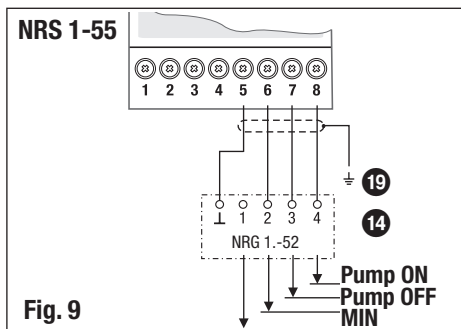 NRS 1-55
1 2 3 4 5 6 7 8
19
⊥ 1 2 3 4
14
NRG 1.-52
Pump ON
Pump OFF
Fig. 9
MIN